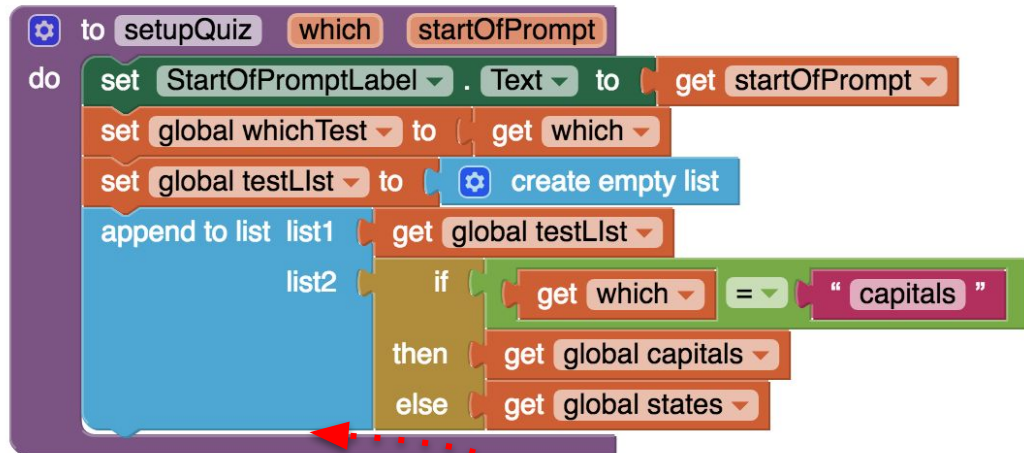 to setupQuiz which startOfPrompt
do set StartOfPromptLabel . Text to get startOfPrompt
set global whichTest to get which
set global testLIst to create empty list
append to list list1 get global testLIst
list2 if get which = “ capitals ”
then get global capitals
else get global states